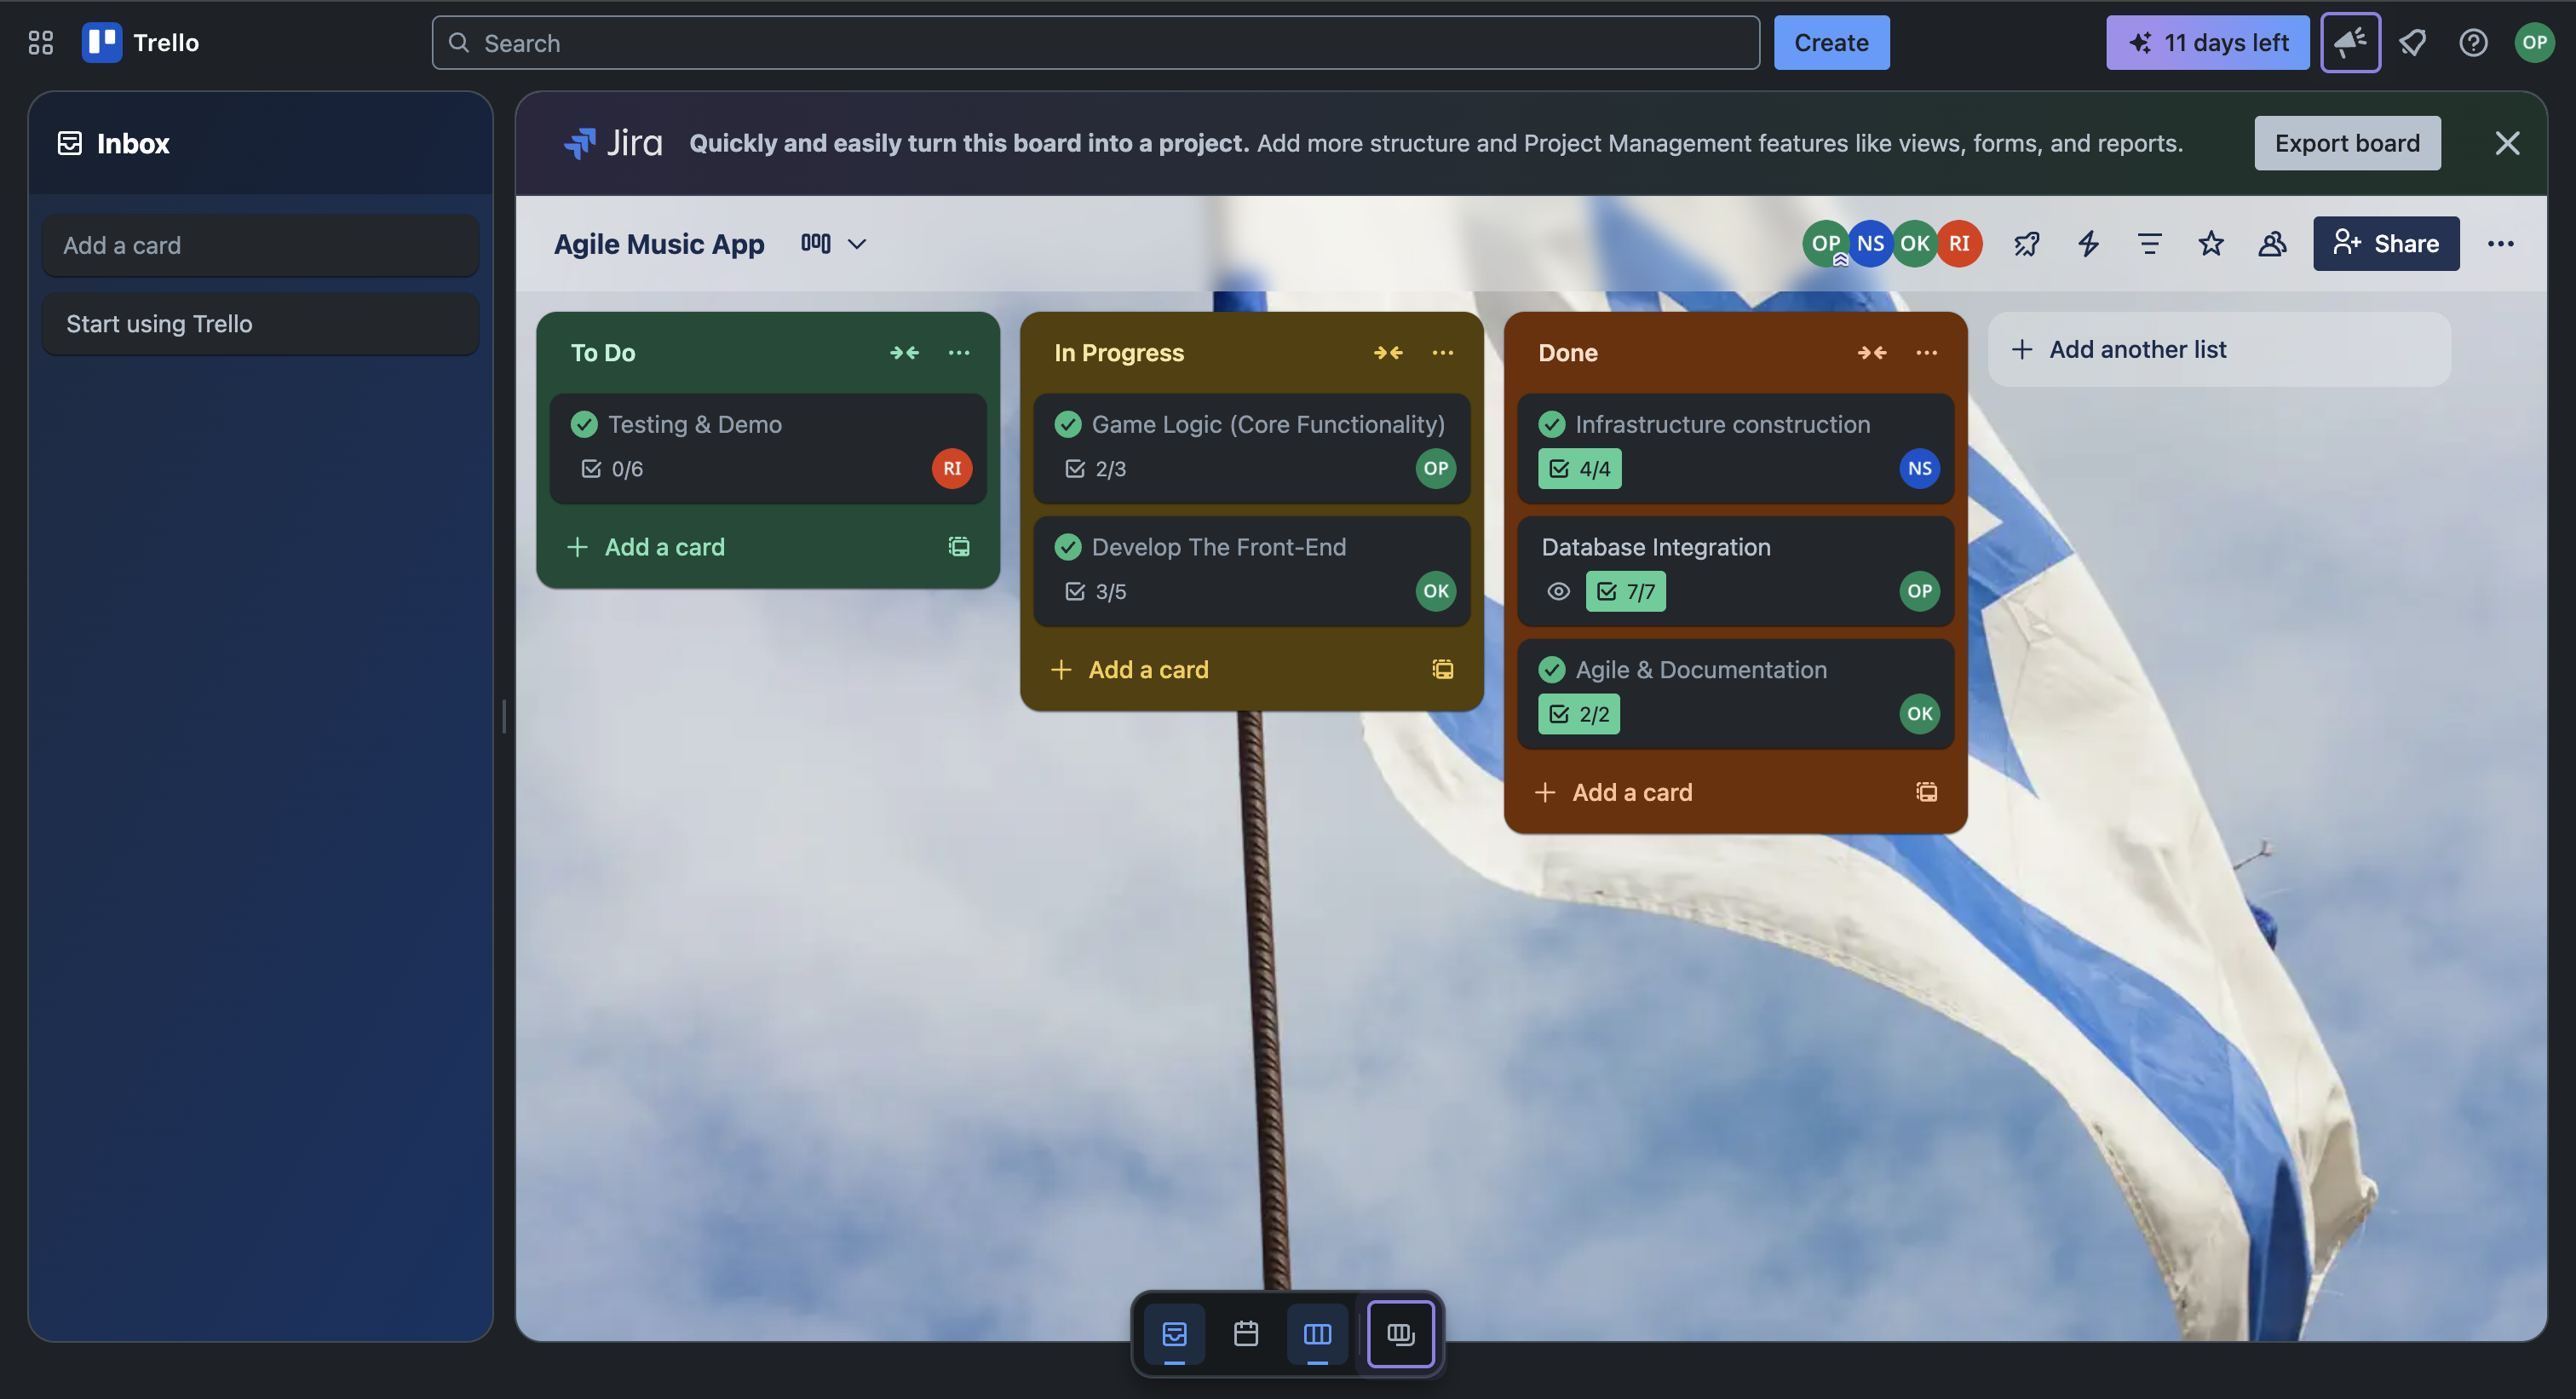 Trello
Search
Create
11 days left
OP
Inbox
Add a card
Start using Trello
Jira
Quickly and easily turn this board into a project. Add more structure and Project Management features like views, forms, and reports.
Export board
Agile Music App
OP
NS
OK
RI
Share
To Do
Testing & Demo
0/6
RI
Add a card
In Progress
Game Logic (Core Functionality)
2/3
OP
Develop The Front-End
3/5
OK
Add a card
Done
Infrastructure construction
4/4
NS
Database Integration
7/7
OP
Agile & Documentation
2/2
OK
Add a card
Add another list